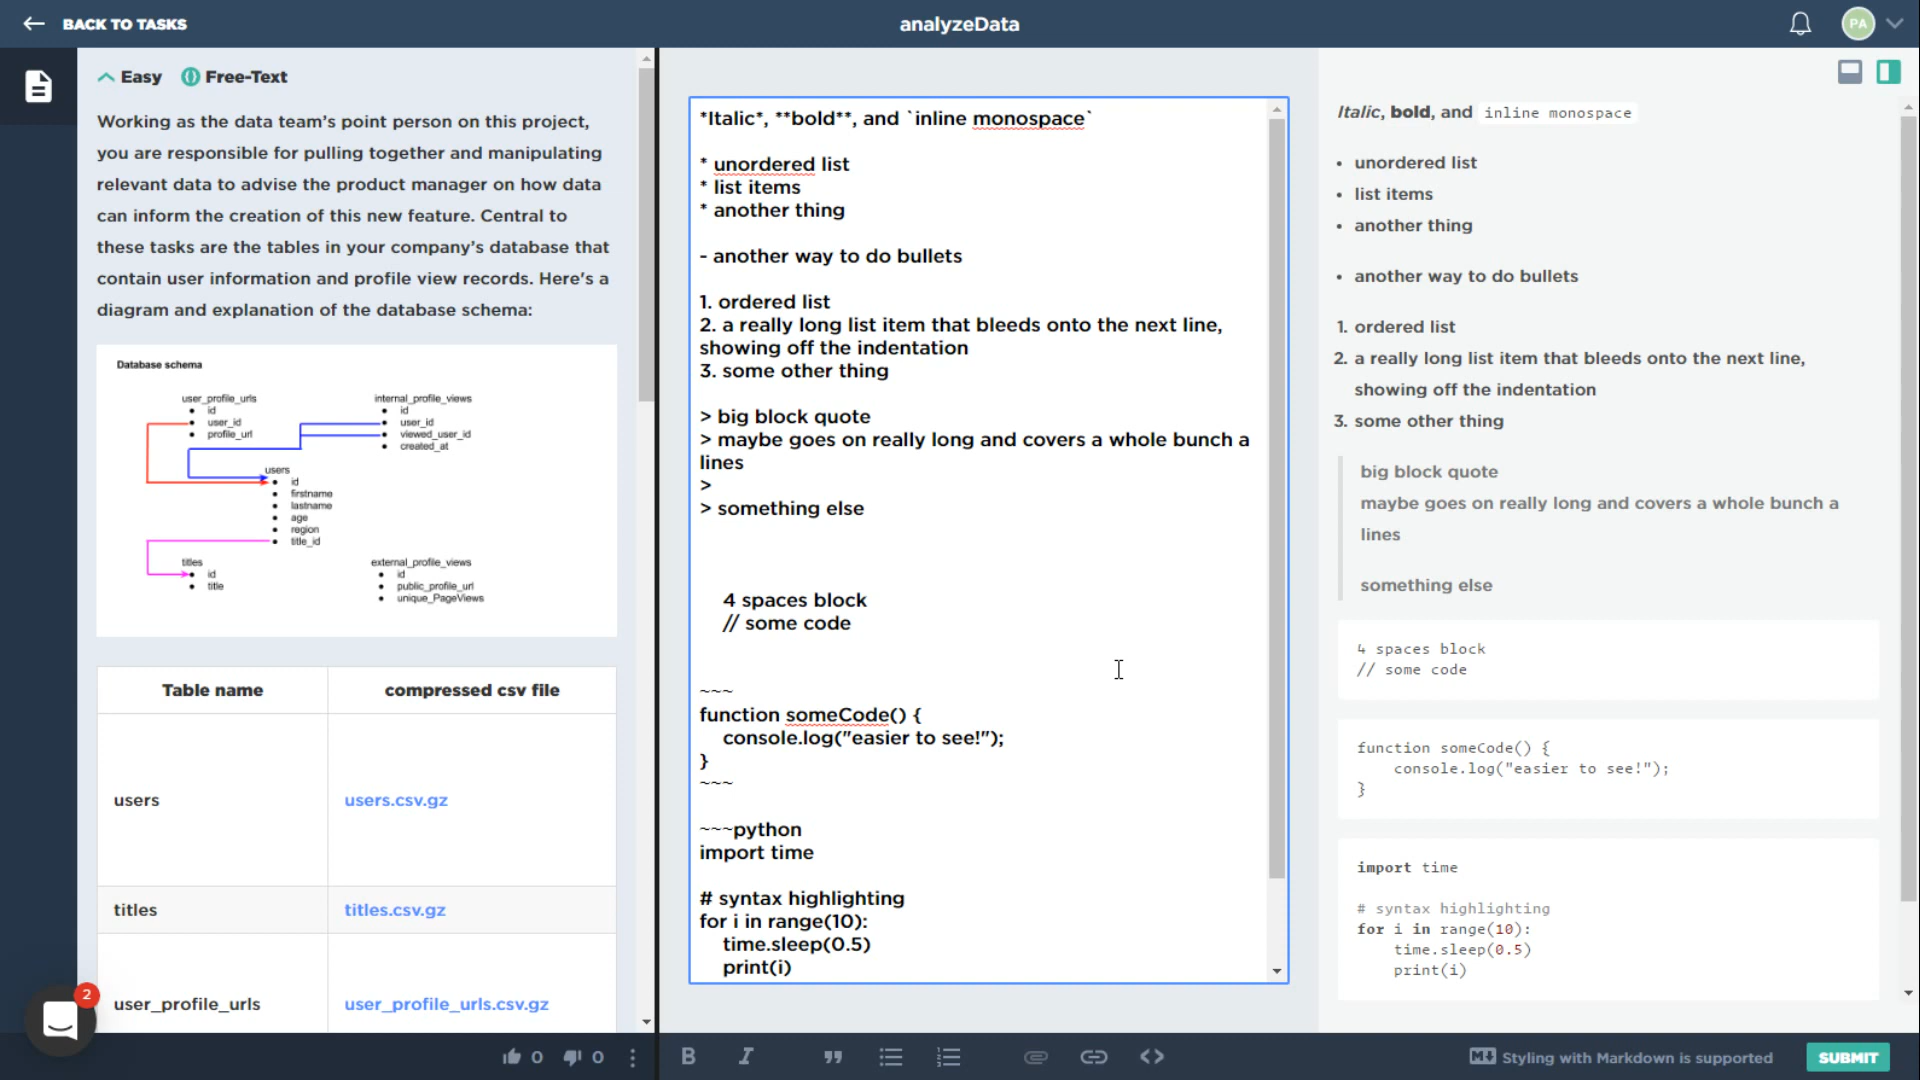 BACK TO TASKS
analyzeData
PA
Easy
Free-Text
Working as the data team's point person on this project,
you are responsible for pulling together and manipulating
relevant data to advise the product manager on how data
can inform the creation of this new feature. Central to
these tasks are the tables in your company's database that
contain user information and profile view records. Here's a
diagram and explanation of the database schema:
Database schema
user_profile_urls
• id
• user_id
• profile_url
internal_profile_views
• id
• user_id
• viewed_user_id
• created_at
users
• id
• firstname
• lastname
• age
• region
• title_id
titles
• id
• title
external_profile_views
• id
• public_profile_url
• unique_PageViews
Table name
compressed csv file
users
users.csv.gz
titles
titles.csv.gz
user_profile_urls
user_profile_urls.csv.gz
2
0
0
*Italic*, **bold**, and `inline monospace`
* unordered list
* list items
* another thing
- another way to do bullets
1. ordered list
2. a really long list item that bleeds onto the next line,
showing off the indentation
3. some other thing
> big block quote
> maybe goes on really long and covers a whole bunch a
lines
>
> something else
4 spaces block
// some code
~~~
function someCode() {
console.log("easier to see!");
}
~~~
~~~python
import time
# syntax highlighting
for i in range(10):
time.sleep(0.5)
print(i)
Italic, bold, and inline monospace
• unordered list
• list items
• another thing
• another way to do bullets
1. ordered list
2. a really long list item that bleeds onto the next line,
showing off the indentation
3. some other thing
big block quote
maybe goes on really long and covers a whole bunch a
lines
something else
4 spaces block
// some code
function someCode() {
console.log("easier to see!");
}
import time
# syntax highlighting
for i in range(10):
time.sleep(0.5)
print(i)
B
I
Styling with Markdown is supported
SUBMIT